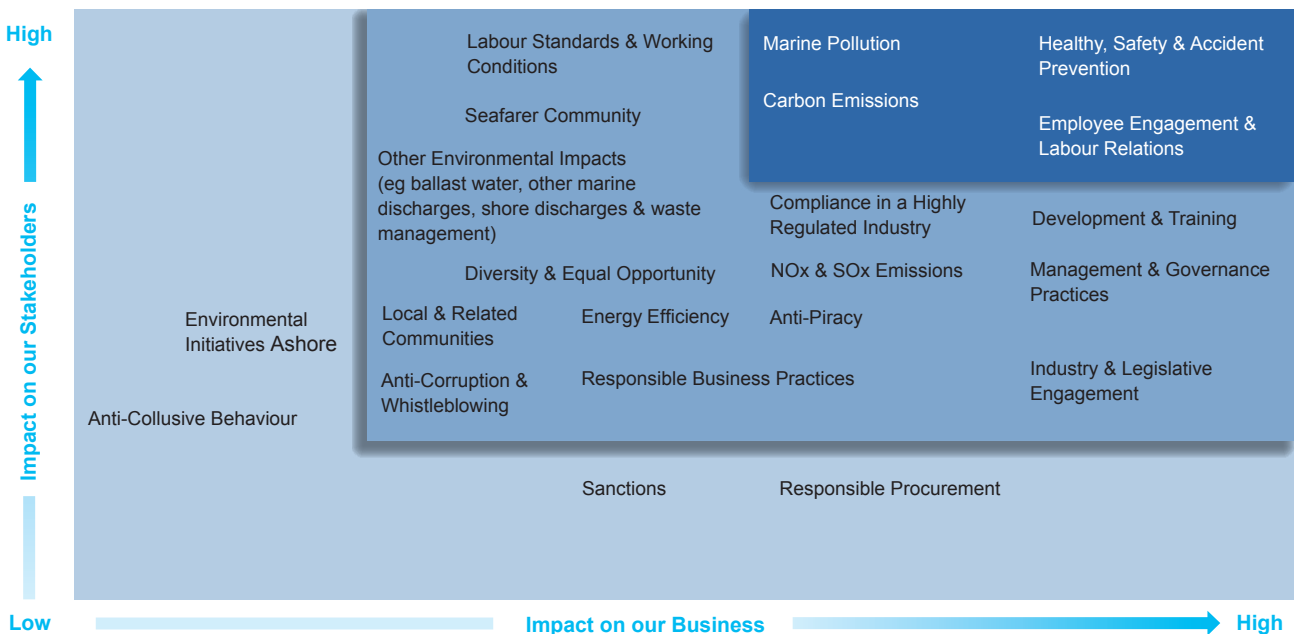 High
Impact on our Stakeholders
Low
Labour Standards & Working
Conditions
Seafarer Community
Other Environmental Impacts
(eg ballast water, other marine
discharges, shore discharges & waste
management)
Diversity & Equal Opportunity
Local & Related
Communities
Energy Efficiency
Anti-Corruption &
Whistleblowing
Responsible Business Practices
Marine Pollution
Carbon Emissions
Healthy, Safety & Accident
Prevention
Employee Engagement &
Labour Relations
Compliance in a Highly
Regulated Industry
Development & Training
NOx & SOx Emissions
Management & Governance
Practices
Anti-Piracy
Industry & Legislative
Engagement
Environmental
Initiatives Ashore
Anti-Collusive Behaviour
Sanctions
Responsible Procurement
Impact on our Business
High